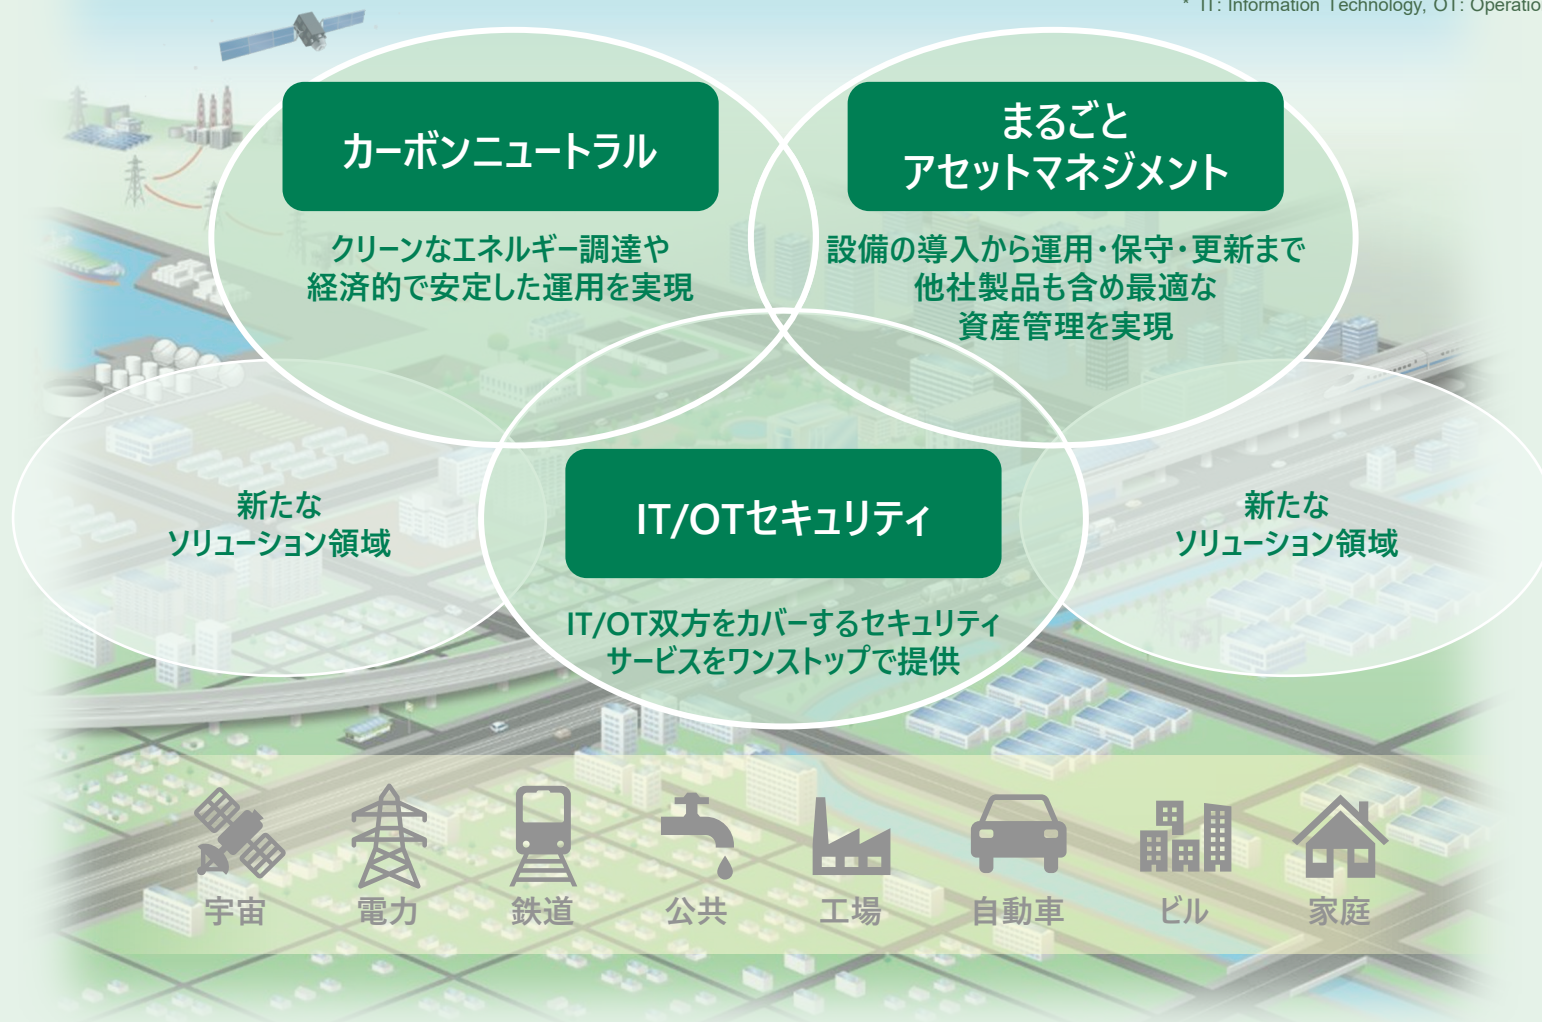 * IT: Information Technology, OT: Operatio
カーボンニュートラル
クリーンなエネルギー調達や
経済的で安定した運用を実現
まるごと
アセットマネジメント
設備の導入から運用・保守・更新まで
他社製品も含め最適な
資産管理を実現
新たな
ソリューション領域
IT/OTセキュリティ
IT/OT双方をカバーするセキュリティ
サービスをワンストップで提供
新たな
ソリューション領域
宇宙
電力
鉄道
公共
工場
自動車
ビル
家庭